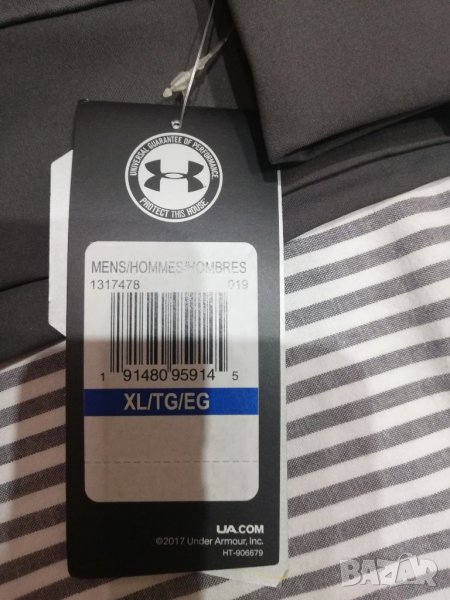 UNIVERSAL GUARANTEE OF PERFORMANCE
PROTECT THIS HOUSE
MENS/HOMMES/HOMBRES
1317478 019
1 91480 95914 5
XL/TG/EG
UA.COM
©2017 Under Armour, Inc.
HT-906679
bazar